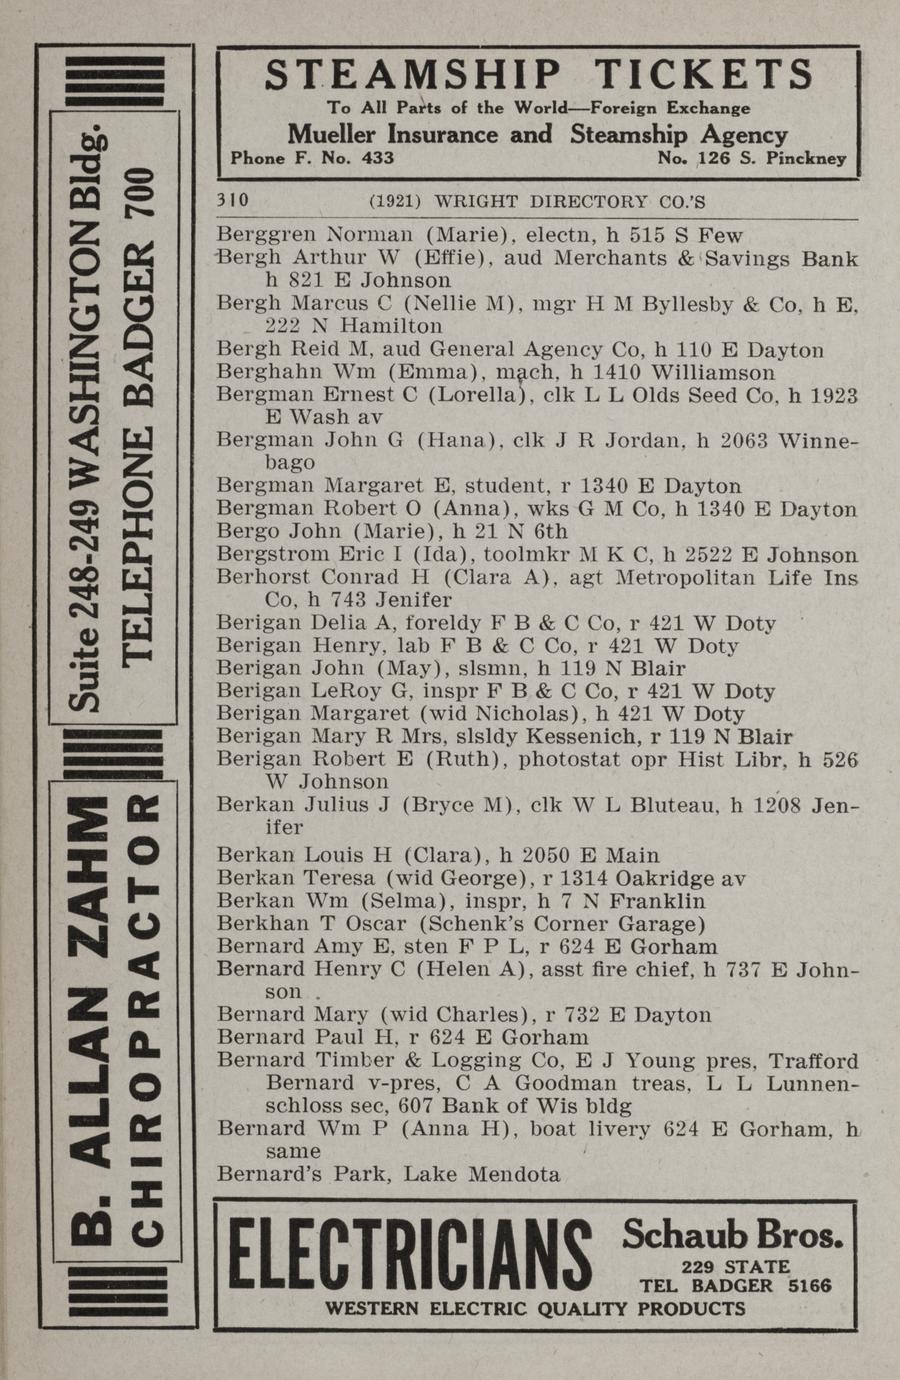 STEAMSHIP TICKETS
To All Parts of the World—Foreign Exchange
Mueller Insurance and Steamship Agency
Phone F. No. 433 No. 126 S. Pinckney
310 (1921) WRIGHT DIRECTORY CO.'S
Berggren Norman (Marie), electn, h 515 S Few
Bergh Arthur W (Effie), aud Merchants & Savings Bank
h 821 E Johnson
Bergh Marcus C (Nellie M), mgr H M Byllesby & Co, h E,
222 N Hamilton
Bergh Reid M, aud General Agency Co, h 110 E Dayton
Berghahn Wm (Emma), mach, h 1410 Williamson
Bergman Ernest C (Lorella), clk L L Olds Seed Co, h 1923
E Wash av
Bergman John G (Hana), clk J R Jordan, h 2063 Winne-
bago
Bergman Margaret E, student, r 1340 E Dayton
Bergman Robert O (Anna), wks G M Co, h 1340 E Dayton
Bergo John (Marie), h 21 N 6th
Bergstrom Eric I (Ida), toolmkr M K C, h 2522 E Johnson
Berhorst Conrad H (Clara A), agt Metropolitan Life Ins
Co, h 743 Jenifer
Berigan Delia A, foreldy F B & C Co, r 421 W Doty
Berigan Henry, lab F B & C Co, r 421 W Doty
Berigan John (May), slsmn, h 119 N Blair
Berigan LeRoy G, inspr F B & C Co, r 421 W Doty
Berigan Margaret (wid Nicholas), h 421 W Doty
Berigan Mary R Mrs, slsldy Kessenich, r 119 N Blair
Berigan Robert E (Ruth), photostat opr Hist Libr, h 526
W Johnson
Berkan Julius J (Bryce M), clk W L Bluteau, h 1208 Jen-
ifer
Berkan Louis H (Clara), h 2050 E Main
Berkan Teresa (wid George), r 1314 Oakridge av
Berkan Wm (Selma), inspr, h 7 N Franklin
Berkhan T Oscar (Schenk's Corner Garage)
Bernard Amy E, sten F P L, r 624 E Gorham
Bernard Henry C (Helen A), asst fire chief, h 737 E John-
son
Bernard Mary (wid Charles), r 732 E Dayton
Bernard Paul H, r 624 E Gorham
Bernard Timber & Logging Co, E J Young pres, Trafford
Bernard v-pres, C A Goodman treas, L L Lunnen-
schloss sec, 607 Bank of Wis bldg
Bernard Wm P (Anna H), boat livery 624 E Gorham, h
same
Bernard's Park, Lake Mendota
ELECTRICIANS
Schaub Bros.
229 STATE
TEL BADGER 5166
WESTERN ELECTRIC QUALITY PRODUCTS
B. ALLAN ZAHM
CHIROPRACTOR
Suite 248-249 WASHINGTON Bldg.
TELEPHONE BADGER 700